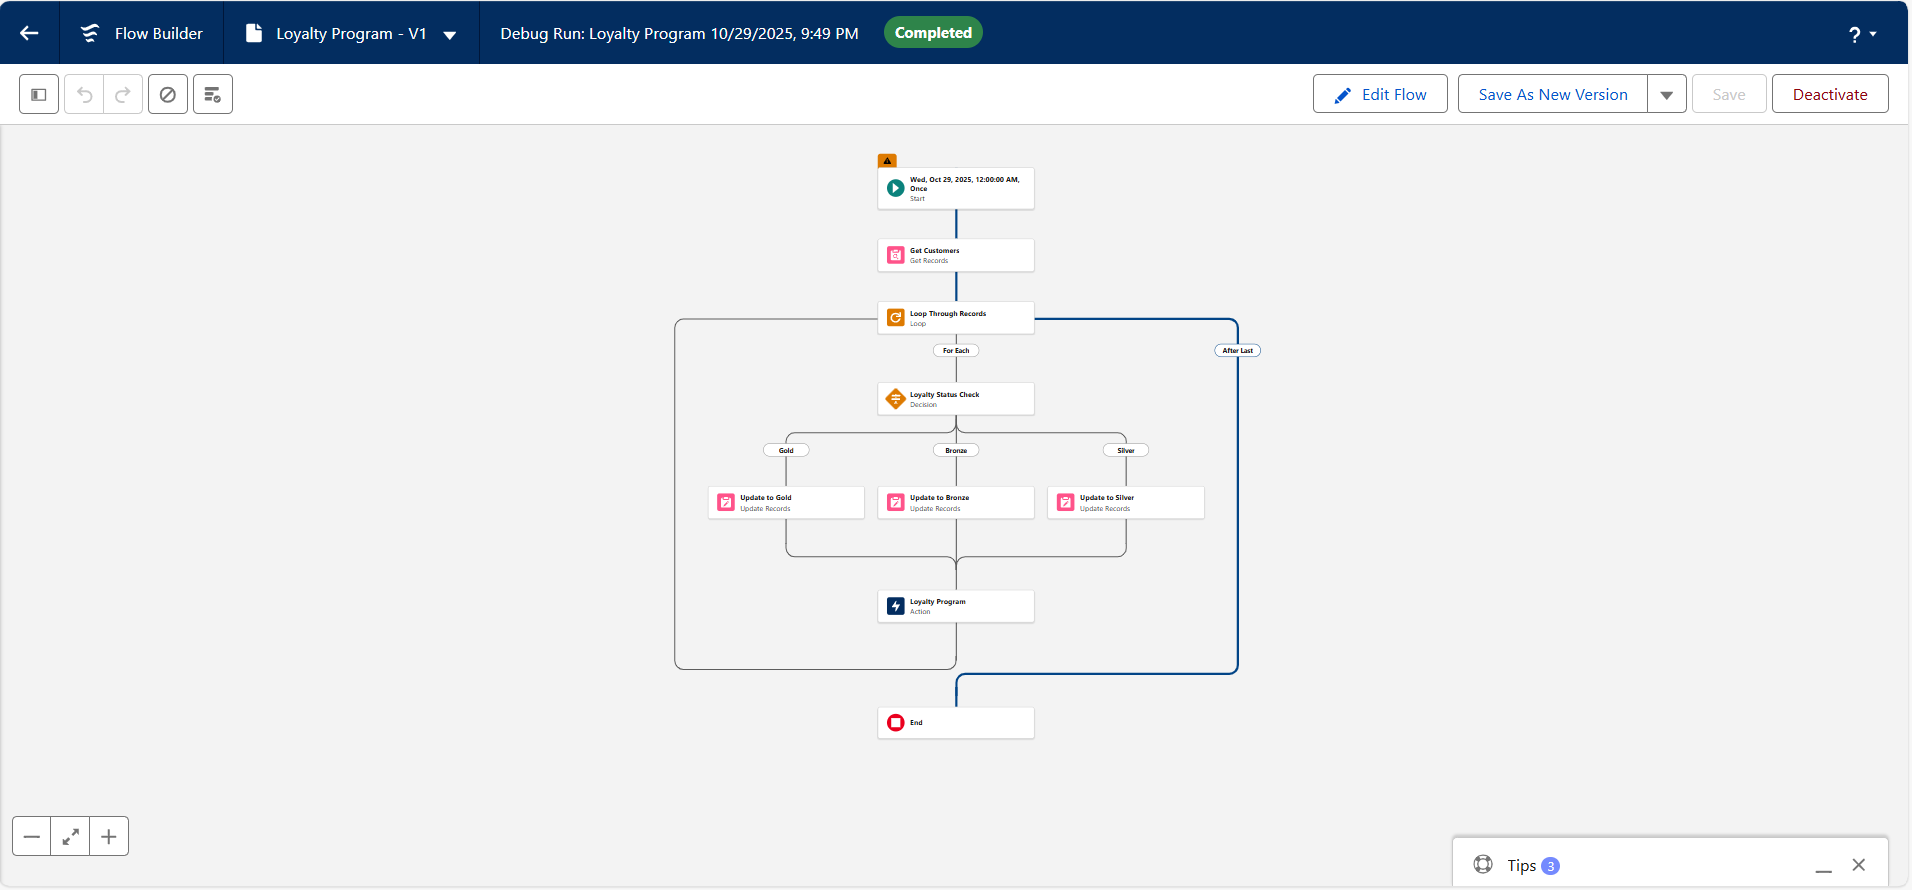 Flow Builder
Loyalty Program - V1
Debug Run: Loyalty Program 10/29/2025, 9:49 PM
Completed
?
Edit Flow
Save As New Version
Save
Deactivate
Wed, Oct 29, 2025, 12:00:00 AM,
Once
Start
Get Customers
Get Records
Loop Through Records
Loop
For Each
After Last
Loyalty Status Check
Decision
Gold
Bronze
Silver
Update to Gold
Update Records
Update to Bronze
Update Records
Update to Silver
Update Records
Loyalty Program
Action
End
Tips 3